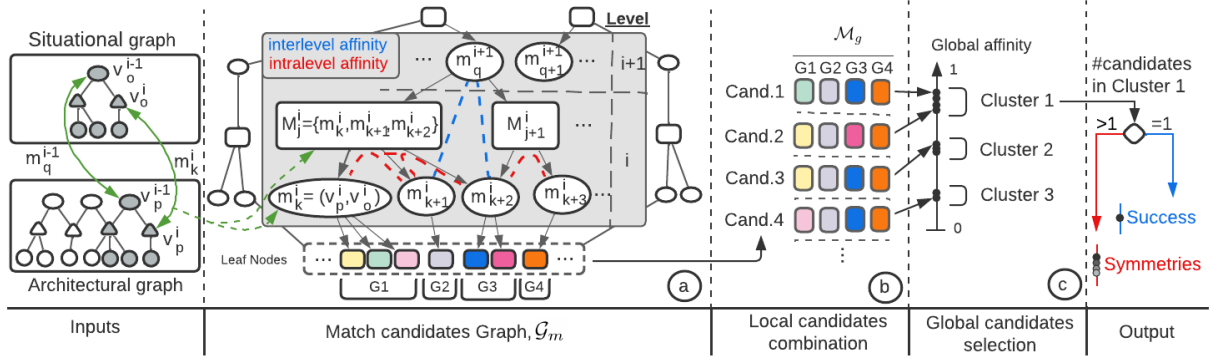 Situational graph
v_o^{i-1}
v_o^i
m_q^{i-1}
m_k^i
v_p^{i-1}
v_p^i
Architectural graph
Level
interlevel affinity
intralevel affinity
... m_q^{i+1} m_{q+1}^{i+1} ... i+1
M_j^i={m_k^i,m_{k+1}^i,m_{k+2}^i} ... M_{j+1}^i ...
i
m_k^i=(v_p^i,v_o^i) m_{k+1}^i m_{k+2}^i m_{k+3}^i ...
Leaf Nodes ... ...
G1 G2 G3 G4
a
M_g
G1 G2 G3 G4
Cand.1
Cand.2
Cand.3
Cand.4
⋮
b
Global affinity
1
Cluster 1
Cluster 2
Cluster 3
0
c
#candidates
in Cluster 1
>1 =1
Success
Symmetries
Inputs
Match candidates Graph, G_m
Local candidates
combination
Global candidates
selection
Output